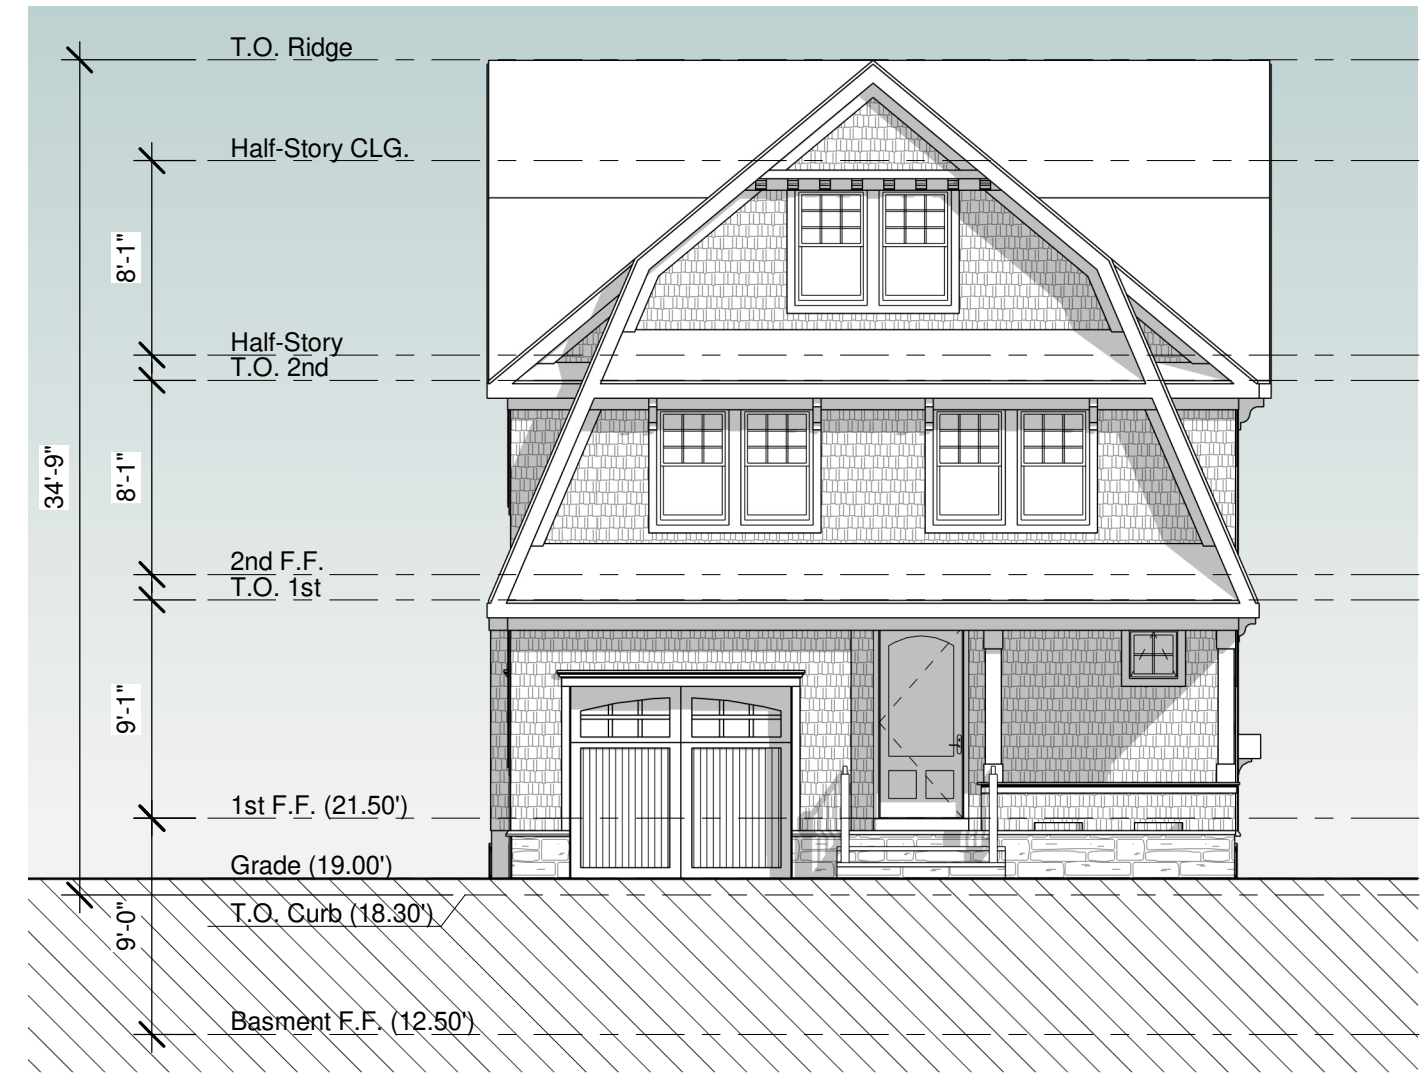 T.O. Ridge
Half-Story CLG.
8'-1"
Half-Story
T.O. 2nd
34'-9"
8'-1"
2nd F.F.
T.O. 1st
9'-1"
1st F.F. (21.50')
Grade (19.00')
T.O. Curb (18.30')
9'-0"
Basment F.F. (12.50')